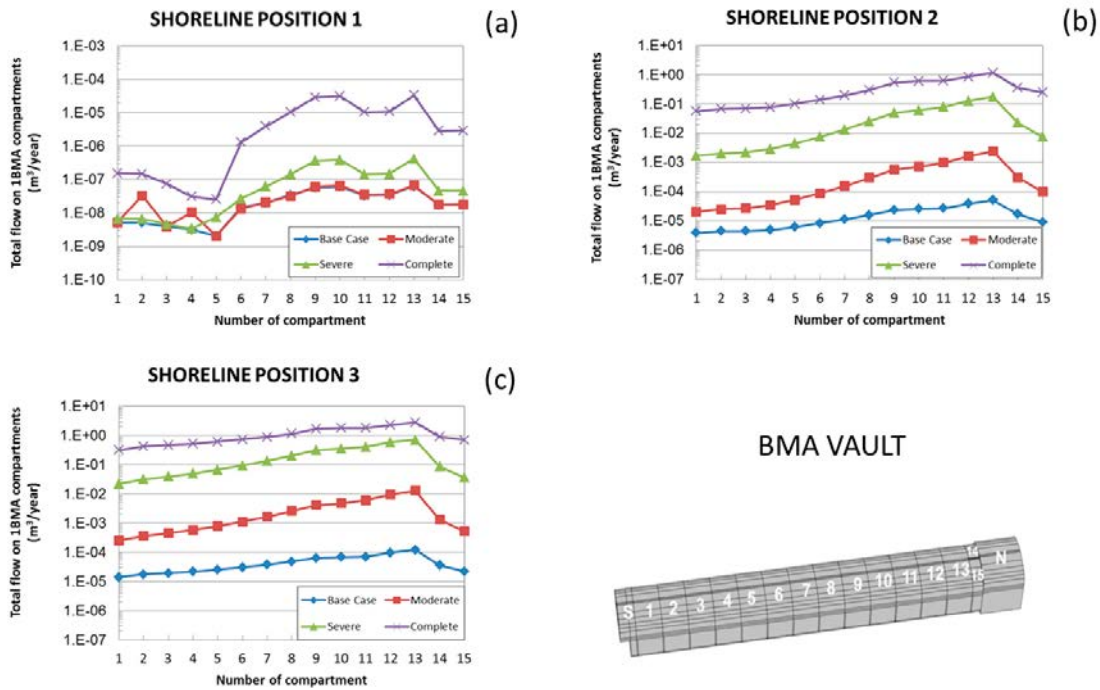 SHORELINE POSITION 1
(a)
Total flow on 1BMA compartments
(m³/year)
1.E-03
1.E-04
1.E-05
1.E-06
1.E-07
1.E-08
1.E-09
1.E-10
Base Case
Moderate
Severe
Complete
1 2 3 4 5 6 7 8 9 10 11 12 13 14 15
Number of compartment
SHORELINE POSITION 2
(b)
Total flow on 1BMA compartments
(m³/year)
1.E+01
1.E+00
1.E-01
1.E-02
1.E-03
1.E-04
1.E-05
1.E-06
1.E-07
Base Case
Moderate
Severe
Complete
1 2 3 4 5 6 7 8 9 10 11 12 13 14 15
Number of compartment
SHORELINE POSITION 3
(c)
Total flow on 1BMA compartments
(m³/year)
1.E+01
1.E+00
1.E-01
1.E-02
1.E-03
1.E-04
1.E-05
1.E-06
1.E-07
Base Case
Moderate
Severe
Complete
1 2 3 4 5 6 7 8 9 10 11 12 13 14 15
Number of compartment
BMA VAULT
S 1 2 3 4 5 6 7 8 9 10 11 12 13 14 15 N